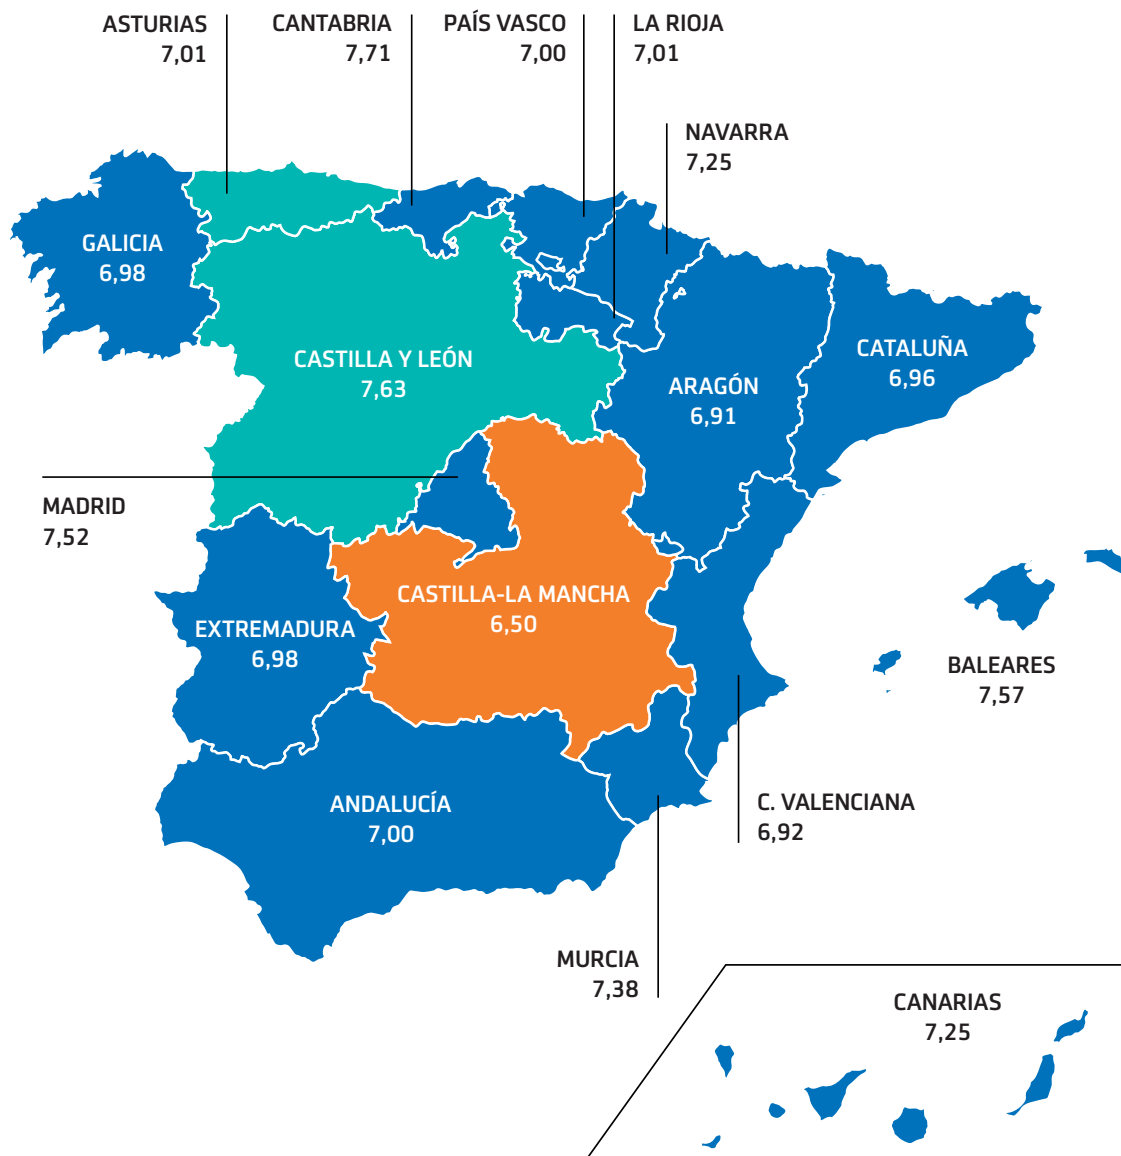 ASTURIAS
7,01
CANTABRIA
7,71
PAÍS VASCO
7,00
LA RIOJA
7,01
NAVARRA
7,25
GALICIA
6,98
CASTILLA Y LEÓN
7,63
ARAGÓN
6,91
CATALUÑA
6,96
MADRID
7,52
CASTILLA-LA MANCHA
6,50
EXTREMADURA
6,98
BALEARES
7,57
ANDALUCÍA
7,00
C. VALENCIANA
6,92
MURCIA
7,38
CANARIAS
7,25